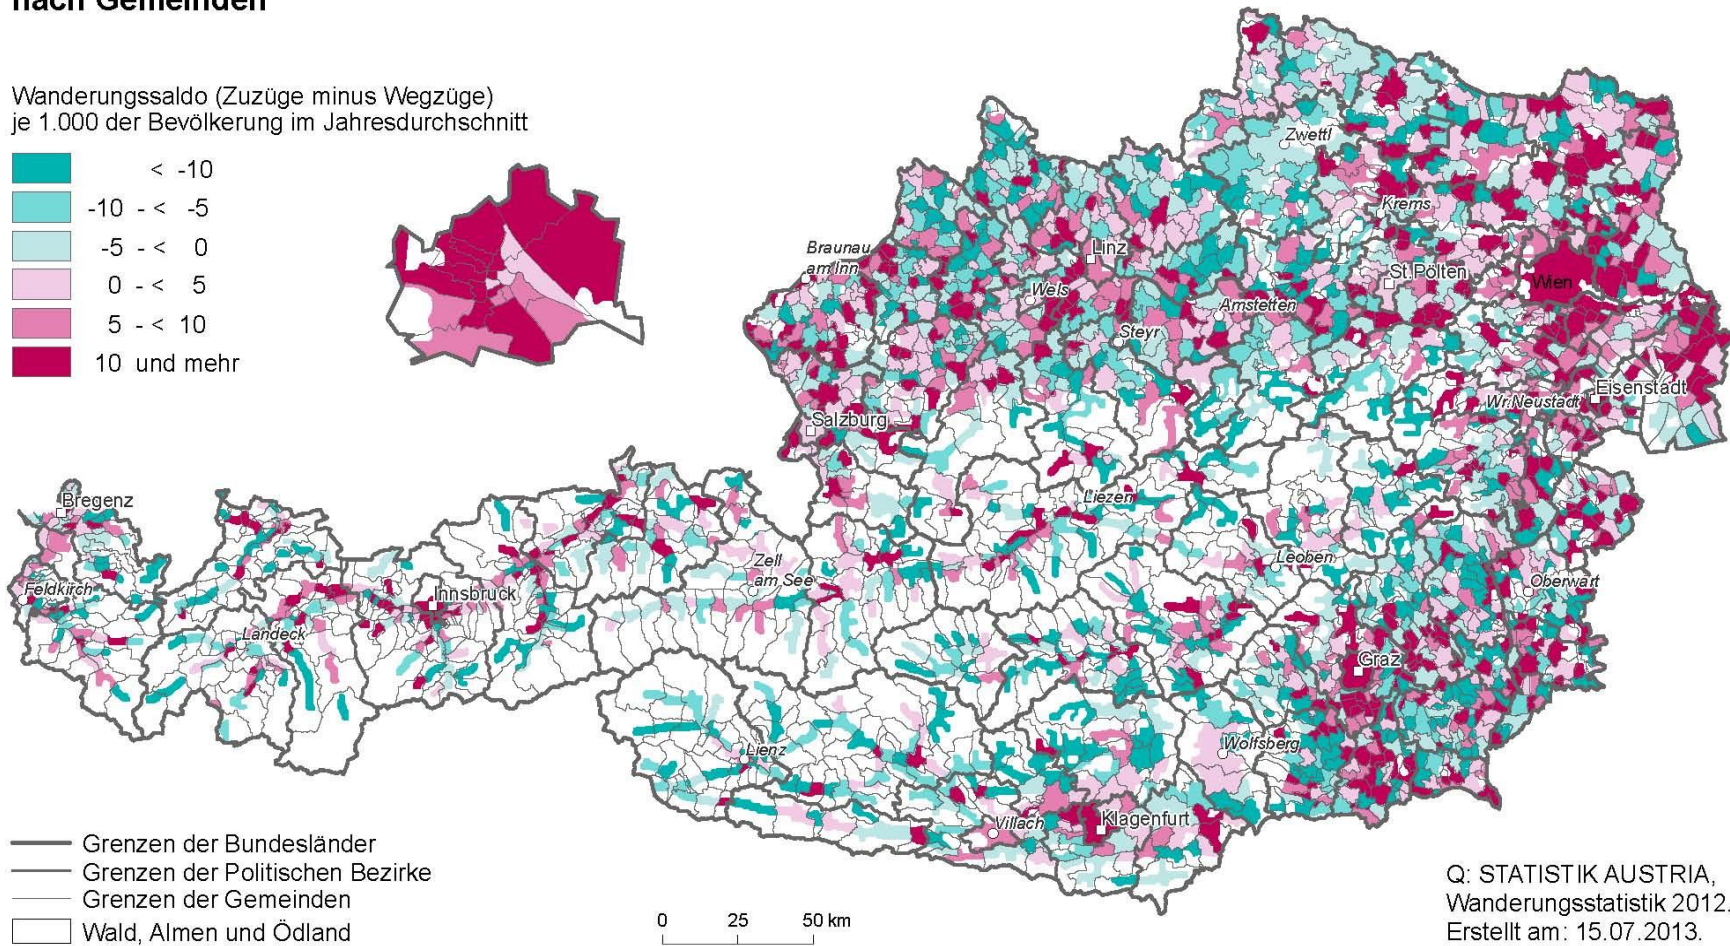 nach Gemeinden
Wanderungssaldo (Zuzüge minus Wegzüge)
je 1.000 der Bevölkerung im Jahresdurchschnitt
< -10
-10 - < -5
-5 - < 0
0 - < 5
5 - < 10
10 und mehr
Zwettl
Krems
Braunau
am Inn
Linz
Wels
St.Pölten
Wien
Amstetten
Steyr
Salzburg
Wr.Neustadt
Eisenstadt
Bregenz
Liezen
Feldkirch
Innsbruck
Zell
am See
Leoben
Oberwart
Landeck
Graz
Lienz
Wolfsberg
Villach
Klagenfurt
Grenzen der Bundesländer
Grenzen der Politischen Bezirke
Grenzen der Gemeinden
Wald, Almen und Ödland
0 25 50 km
Q: STATISTIK AUSTRIA,
Wanderungsstatistik 2012.
Erstellt am: 15.07.2013.